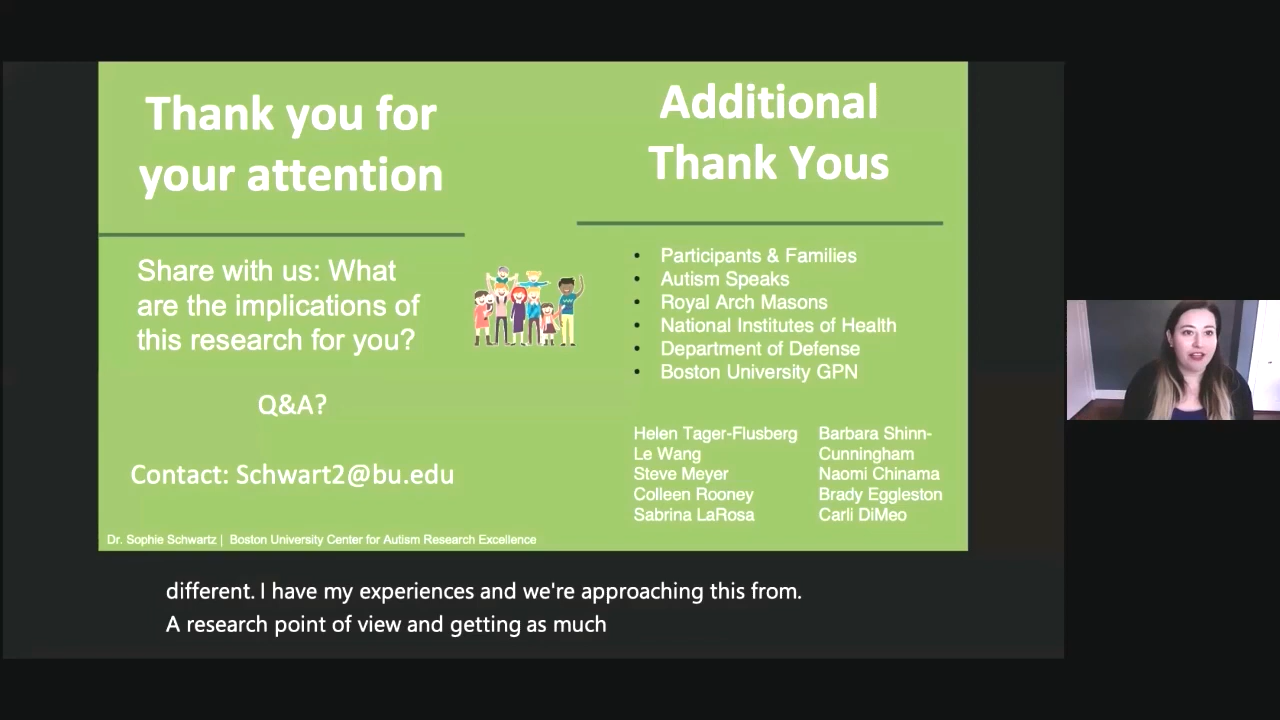 Thank you for
your attention
Share with us: What
are the implications of
this research for you?
Q&A?
Contact: Schwart2@bu.edu
Dr. Sophie Schwartz | Boston University Center for Autism Research Excellence
Additional
Thank Yous
• Participants & Families
• Autism Speaks
• Royal Arch Masons
• National Institutes of Health
• Department of Defense
• Boston University GPN
Helen Tager-Flusberg
Le Wang
Steve Meyer
Colleen Rooney
Sabrina LaRosa
Barbara Shinn-
Cunningham
Naomi Chinama
Brady Eggleston
Carli DiMeo
different. I have my experiences and we're approaching this from.
A research point of view and getting as much